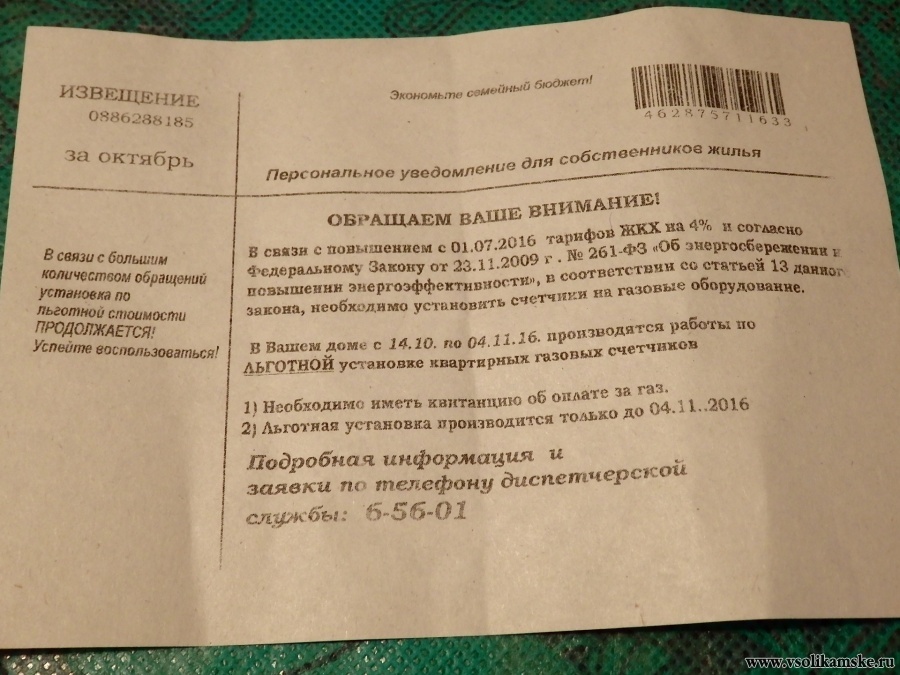 ИЗВЕЩЕНИЕ
0886288185
за октябрь
Экономьте семейный бюджет!
462875711633
Персональное уведомление для собственников жилья
В связи с большим
количеством обращений
установка по
льготной стоимости
ПРОДОЛЖАЕТСЯ!
Успейте воспользоваться!
ОБРАЩАЕМ ВАШЕ ВНИМАНИЕ!
В связи с повышением с 01.07.2016 тарифов ЖКХ на 4% и согласно
Федеральному Закону от 23.11.2009 г. № 261-ФЗ «Об энергосбережении и
повышении энергоэффективности», в соответствии со статьей 13 данного
закона, необходимо установить счетчики на газовые оборудование.
В Вашем доме с 14.10. по 04.11.16. производятся работы по
ЛЬГОТНОЙ установке квартирных газовых счетчиков
1) Необходимо иметь квитанцию об оплате за газ.
2) Льготная установка производится только до 04.11..2016
Подробная информация и
заявки по телефону диспетчерской
службы: 6-56-01
www.vsolikamske.ru